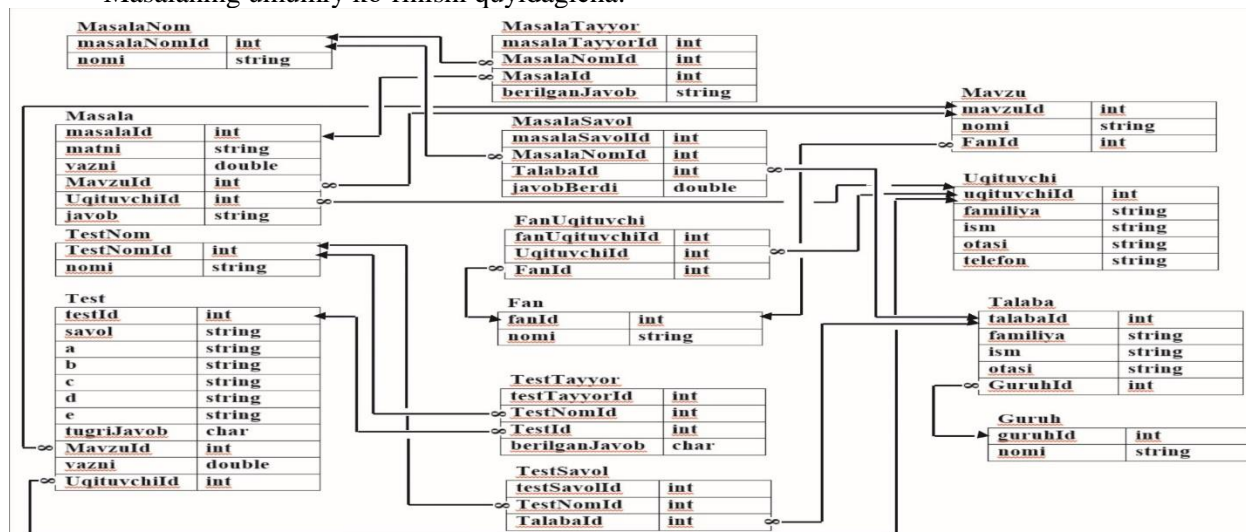 Masalaning umumiy ko‘rinishi quyidagicha:
MasalaNom
masalaNomId int
nomi string
MasalaTayyor
masalaTayyorId int
MasalaNomId int
MasalaId int
berilganJavob string
Mavzu
mavzuId int
nomi string
FanId int
Masala
masalaId int
matni string
vazni double
MavzuId int
UqituvchiId int
javob string
MasalaSavol
masalaSavolId int
MasalaNomId int
TalabaId int
javobBerdi double
Uqituvchi
uqituvchiId int
familiya string
ism string
otasi string
telefon string
TestNom
TestNomId int
nomi string
FanUqituvchi
fanUqituvchiId int
UqituvchiId int
FanId int
Fan
fanId int
nomi string
Talaba
talabaId int
familiya string
ism string
otasi string
GuruhId int
Test
testId int
savol string
a string
b string
c string
d string
e string
tugriJavob char
MavzuId int
vazni double
UqituvchiId int
TestTayyor
testTayyorId int
TestNomId int
TestId int
berilganJavob char
Guruh
guruhId int
nomi string
TestSavol
testSavolId int
TestNomId int
TalabaId int